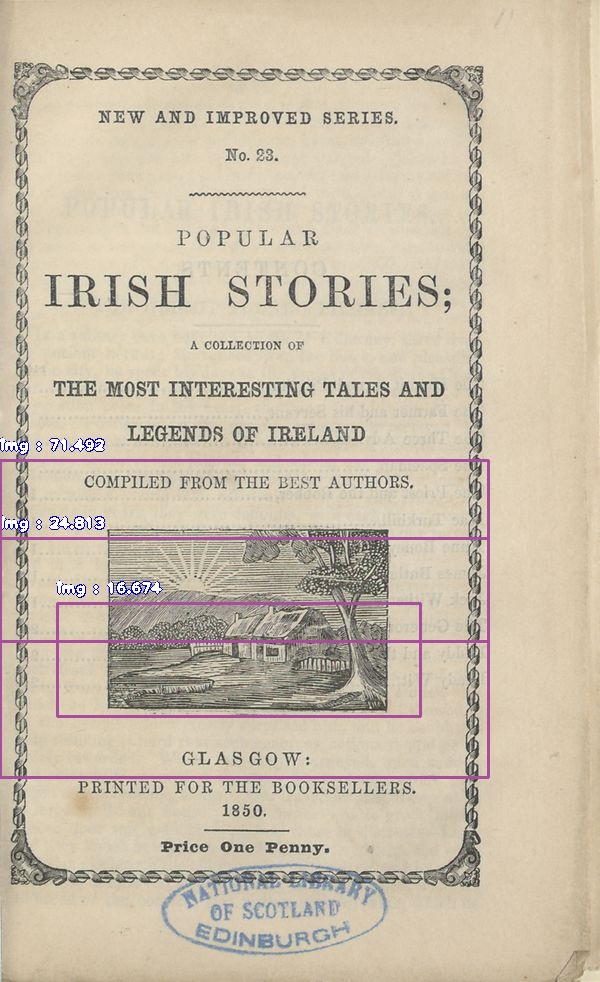 NEW AND IMPROVED SERIES.
No. 23.
POPULAR
IRISH STORIES;
A COLLECTION OF
THE MOST INTERESTING TALES AND
LEGENDS OF IRELAND
img : 71.492
COMPILED FROM THE BEST AUTHORS.
img : 24.813
img : 16.674
GLASGOW:
PRINTED FOR THE BOOKSELLERS.
1850.
Price One Penny.
NATIONAL LIBRARY
OF SCOTLAND
EDINBURGH